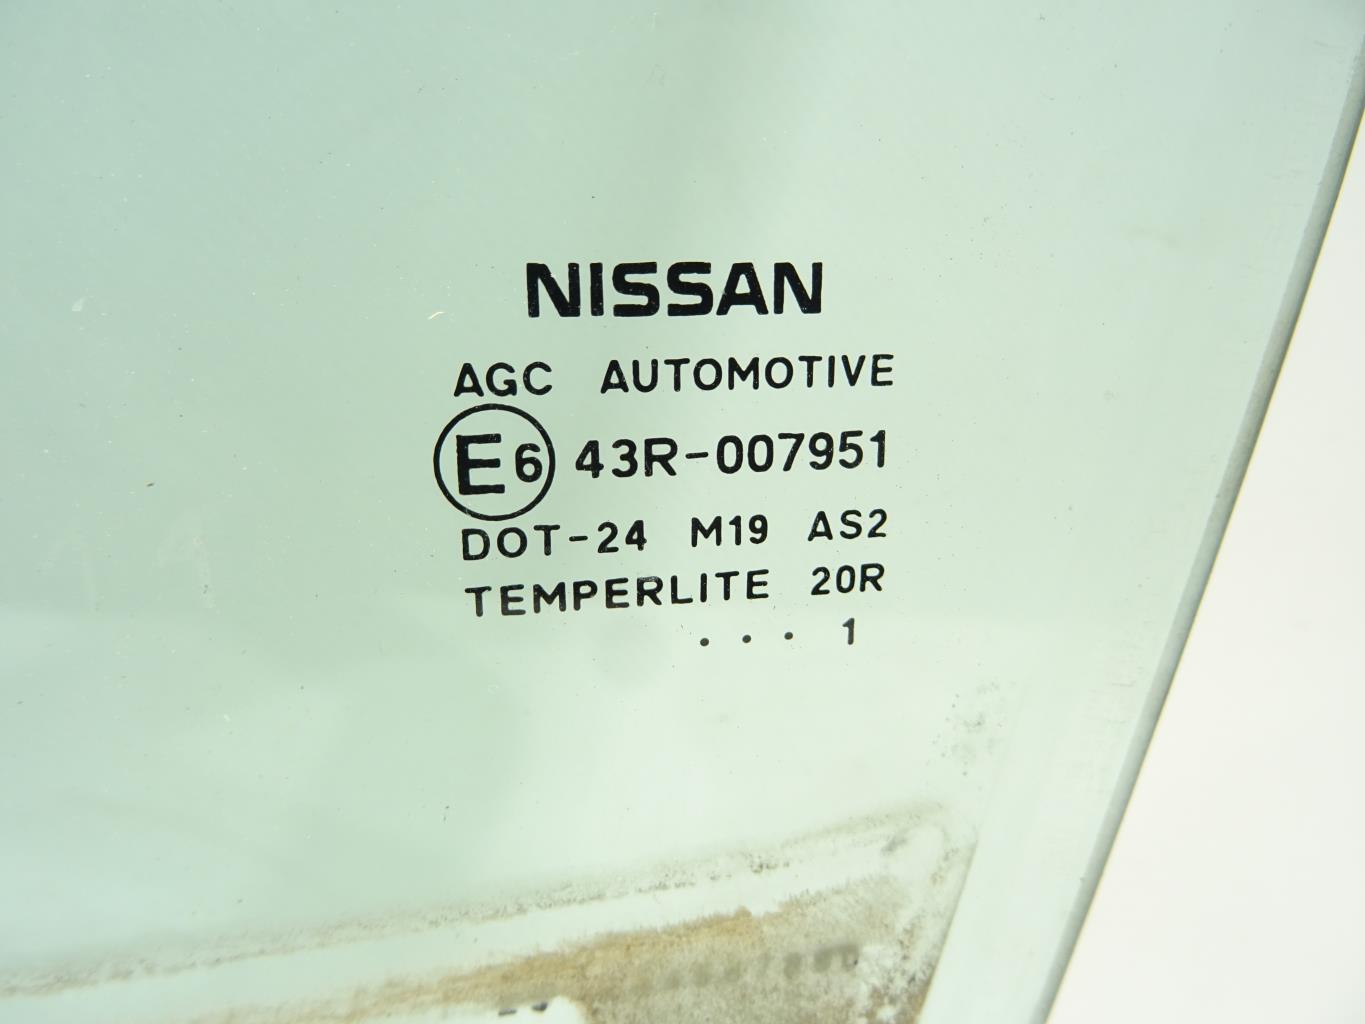 NISSAN
AGC AUTOMOTIVE
E6 43R-007951
DOT-24 M19 AS2
TEMPERLITE 20R
... 1